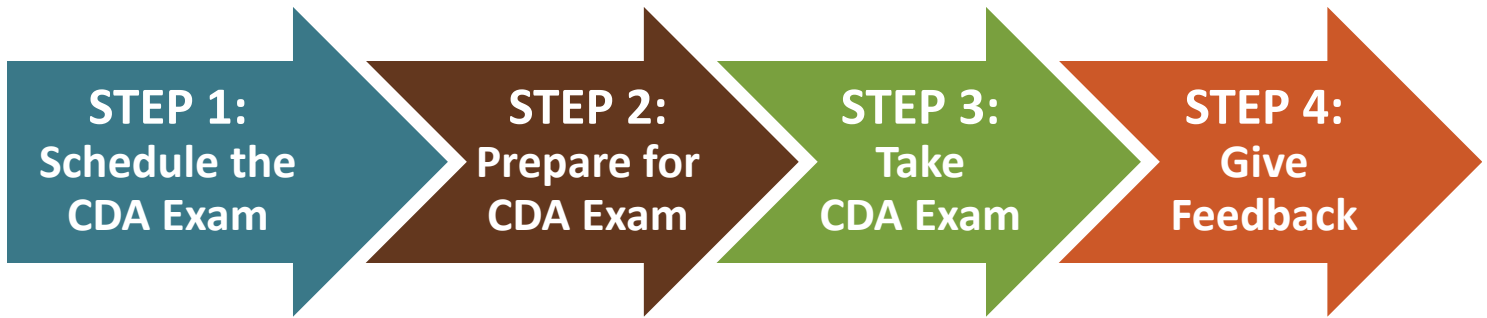 STEP 1:
Schedule the
CDA Exam
STEP 2:
Prepare for
CDA Exam
STEP 3:
Take
CDA Exam
STEP 4:
Give
Feedback